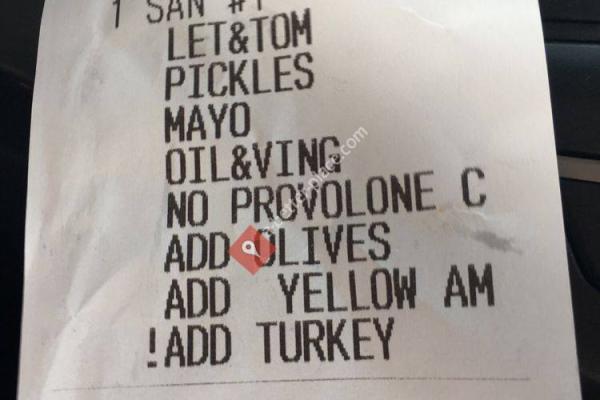 1 SAN #1
LET&TOM
PICKLES
MAYO
OIL&VING
NO PROVOLONE C
ADD OLIVES
ADD YELLOW AM
!ADD TURKEY